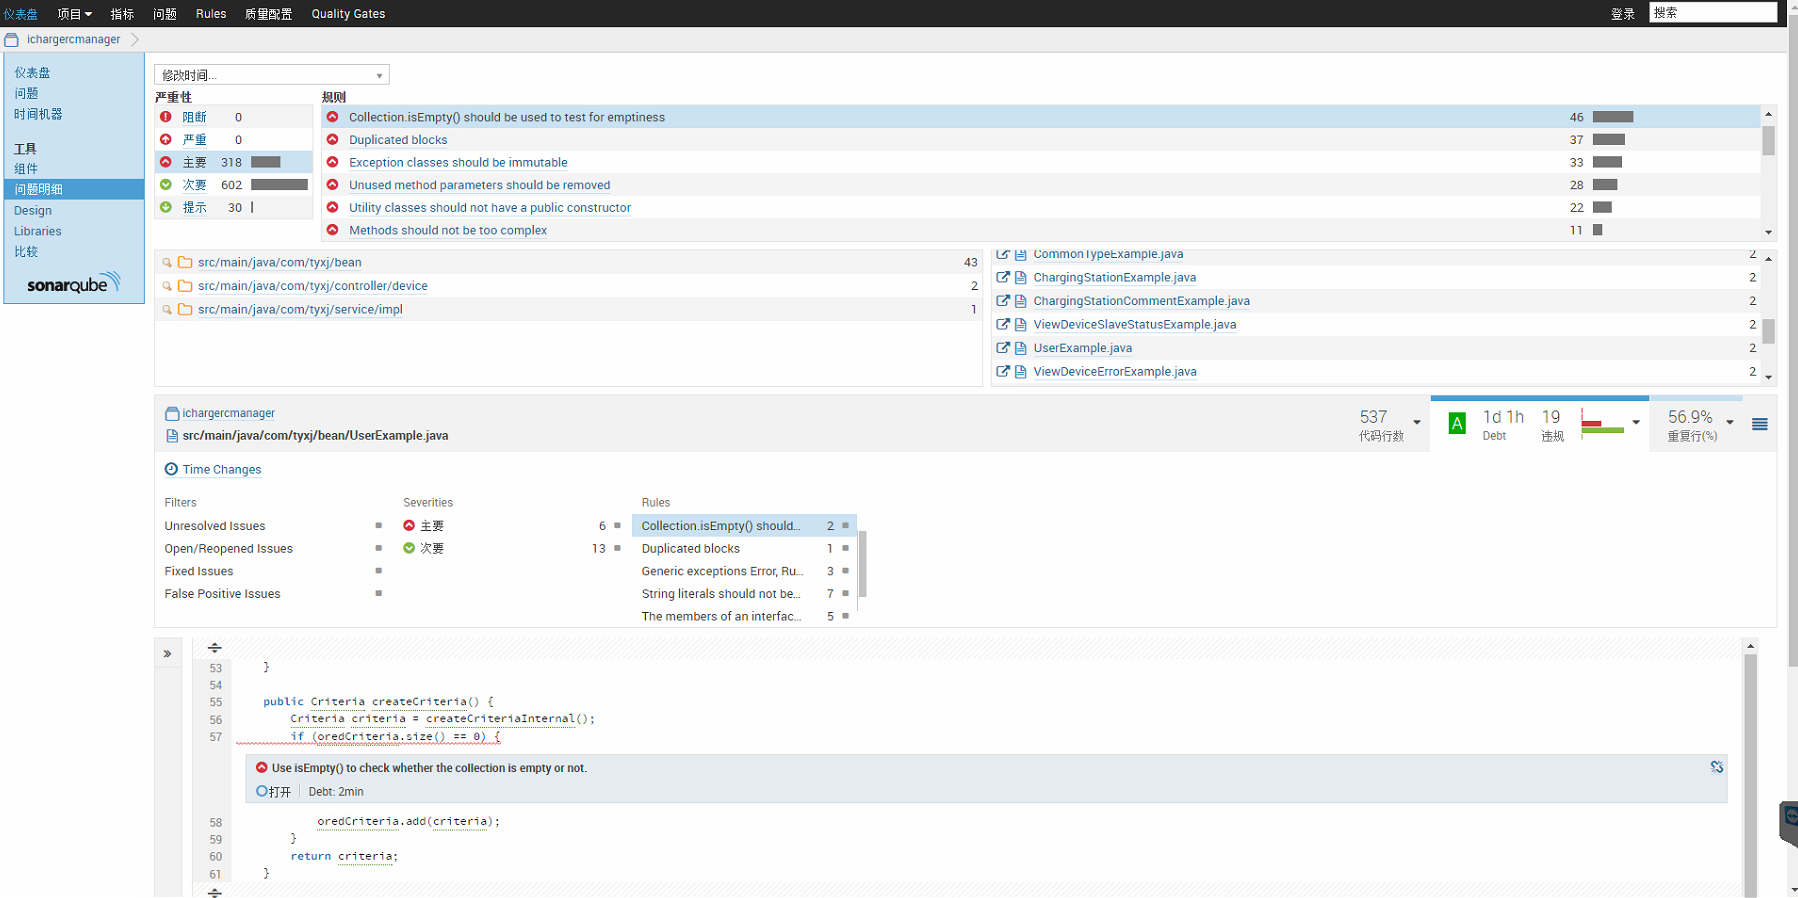 仪表盘 项目 指标 问题 Rules 质量配置 Quality Gates 登录 搜索
ichargercmanager
仪表盘
问题
时间机器
工具
组件
问题明细
Design
Libraries
比较
sonarqube
修改时间...
严重性
阻断 0
严重 0
主要 318
次要 602
提示 30
规则
Collection.isEmpty() should be used to test for emptiness 46
Duplicated blocks 37
Exception classes should be immutable 33
Unused method parameters should be removed 28
Utility classes should not have a public constructor 22
Methods should not be too complex 11
src/main/java/com/tyxj/bean 43
src/main/java/com/tyxj/controller/device 2
src/main/java/com/tyxj/service/impl 1
CommonTypeExample.java 2
ChargingStationExample.java 2
ChargingStationCommentExample.java 2
ViewDeviceSlaveStatusExample.java 2
UserExample.java 2
ViewDeviceErrorExample.java 2
ichargercmanager
src/main/java/com/tyxj/bean/UserExample.java
537
代码行数
A
1d 1h
Debt
19
违规
56.9%
重复行(%)
Time Changes
Filters
Unresolved Issues
Open/Reopened Issues
Fixed Issues
False Positive Issues
Severities
主要 6
次要 13
Rules
Collection.isEmpty() should... 2
Duplicated blocks 1
Generic exceptions Error, Ru... 3
String literals should not be... 7
The members of an interfac... 5
»
53 }
54
55 public Criteria createCriteria() {
56 Criteria criteria = createCriteriaInternal();
57 if (oredCriteria.size() == 0) {
Use isEmpty() to check whether the collection is empty or not.
打开 Debt: 2min
58 oredCriteria.add(criteria);
59 }
60 return criteria;
61 }